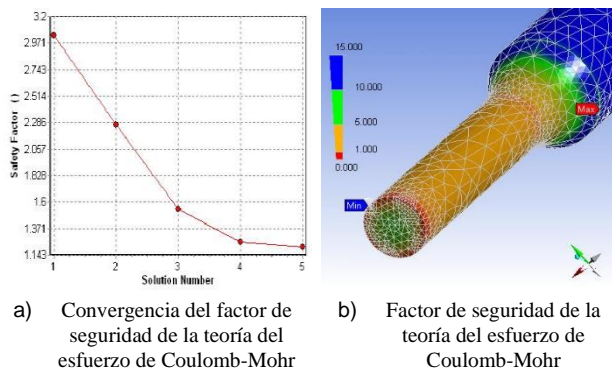 3.2
2.971
2.743
2.514
2.286
2.057
1.828
1.6
1.371
1.143
Safety Factor ()
1 2 3 4 5
Solution Number
15.000
10.000
5.000
1.000
0.000
Max
Min
a) Convergencia del factor de
seguridad de la teoría del
esfuerzo de Coulomb-Mohr
b) Factor de seguridad de la
teoría del esfuerzo de
Coulomb-Mohr